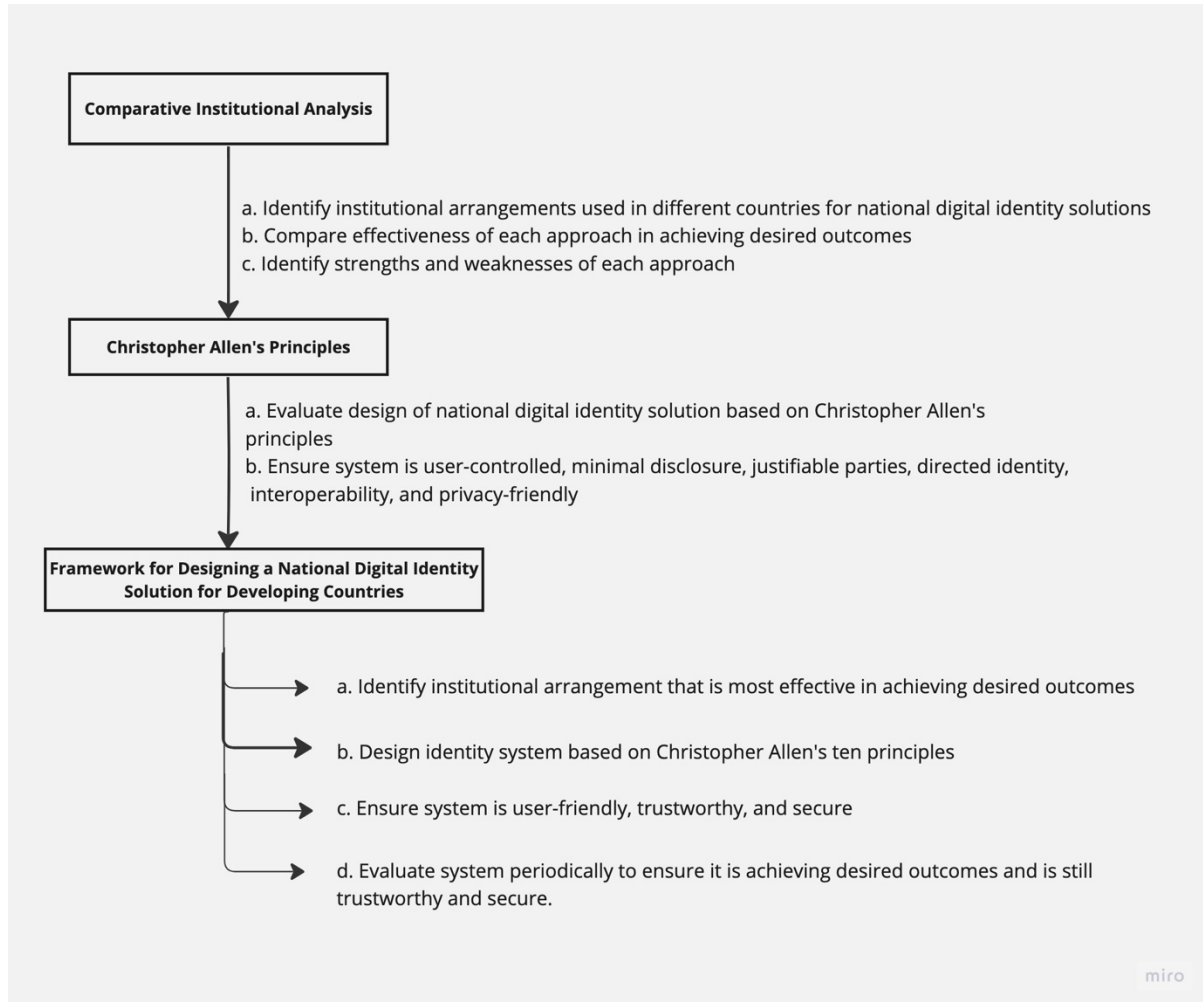 Comparative Institutional Analysis
a. Identify institutional arrangements used in different countries for national digital identity solutions
b. Compare effectiveness of each approach in achieving desired outcomes
c. Identify strengths and weaknesses of each approach
Christopher Allen's Principles
a. Evaluate design of national digital identity solution based on Christopher Allen's
principles
b. Ensure system is user-controlled, minimal disclosure, justifiable parties, directed identity,
interoperability, and privacy-friendly
Framework for Designing a National Digital Identity
Solution for Developing Countries
a. Identify institutional arrangement that is most effective in achieving desired outcomes
b. Design identity system based on Christopher Allen's ten principles
c. Ensure system is user-friendly, trustworthy, and secure
d. Evaluate system periodically to ensure it is achieving desired outcomes and is still
trustworthy and secure.
miro